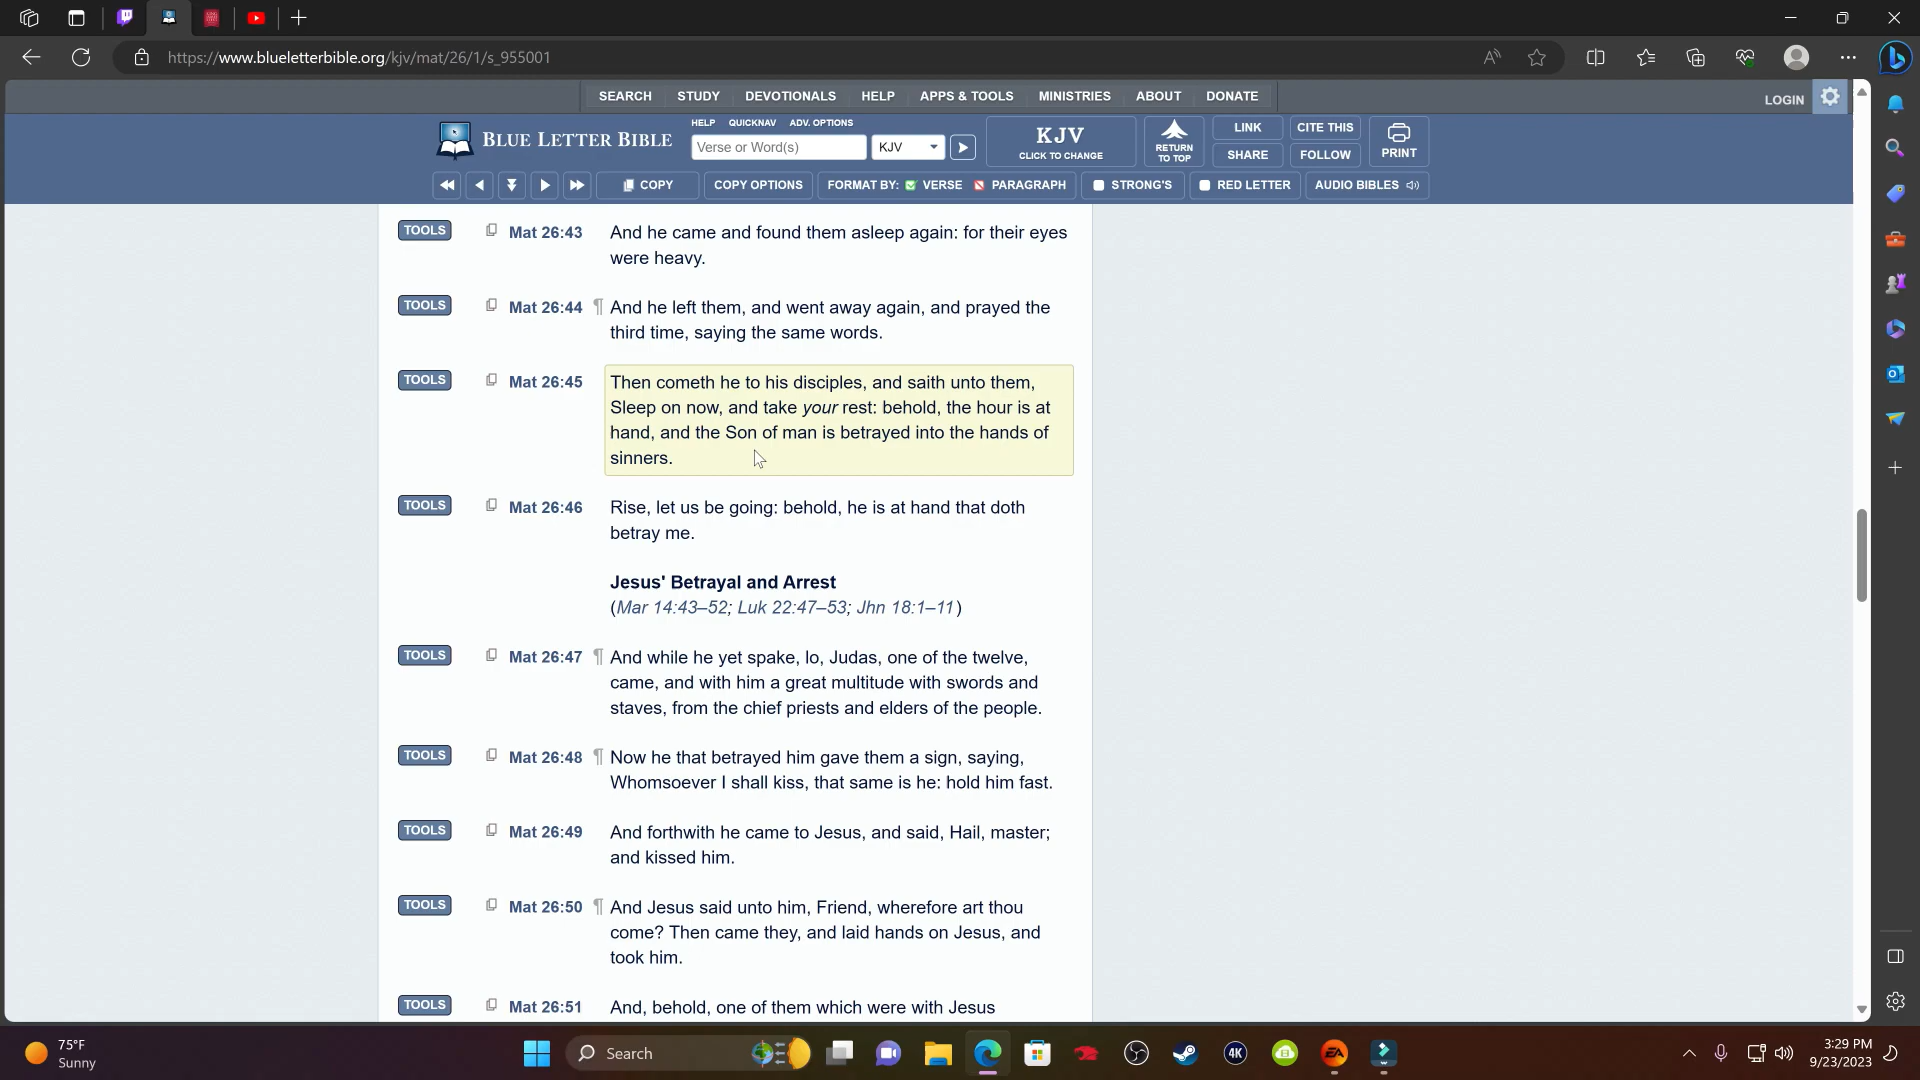 https://www.blueletterbible.org/kjv/mat/26/1/s_955001
SEARCH STUDY DEVOTIONALS HELP APPS & TOOLS MINISTRIES ABOUT DONATE
LOGIN
HELP QUICKNAV ADV. OPTIONS
BLUE LETTER BIBLE
Verse or Word(s)
KJV
KJV
CLICK TO CHANGE
RETURN
TO TOP
LINK
CITE THIS
SHARE
FOLLOW
PRINT
COPY
COPY OPTIONS
FORMAT BY: VERSE PARAGRAPH
STRONG'S
RED LETTER
AUDIO BIBLES
TOOLS Mat 26:43 And he came and found them asleep again: for their eyes
were heavy.
TOOLS Mat 26:44 ¶ And he left them, and went away again, and prayed the
third time, saying the same words.
TOOLS Mat 26:45 Then cometh he to his disciples, and saith unto them,
Sleep on now, and take your rest: behold, the hour is at
hand, and the Son of man is betrayed into the hands of
sinners.
TOOLS Mat 26:46 Rise, let us be going: behold, he is at hand that doth
betray me.
Jesus' Betrayal and Arrest
(Mar 14:43–52; Luk 22:47–53; Jhn 18:1–11)
TOOLS Mat 26:47 ¶ And while he yet spake, lo, Judas, one of the twelve,
came, and with him a great multitude with swords and
staves, from the chief priests and elders of the people.
TOOLS Mat 26:48 ¶ Now he that betrayed him gave them a sign, saying,
Whomsoever I shall kiss, that same is he: hold him fast.
TOOLS Mat 26:49 And forthwith he came to Jesus, and said, Hail, master;
and kissed him.
TOOLS Mat 26:50 ¶ And Jesus said unto him, Friend, wherefore art thou
come? Then came they, and laid hands on Jesus, and
took him.
TOOLS Mat 26:51 And, behold, one of them which were with Jesus
75°F
Sunny
Search
4K
EA
3:29 PM
9/23/2023